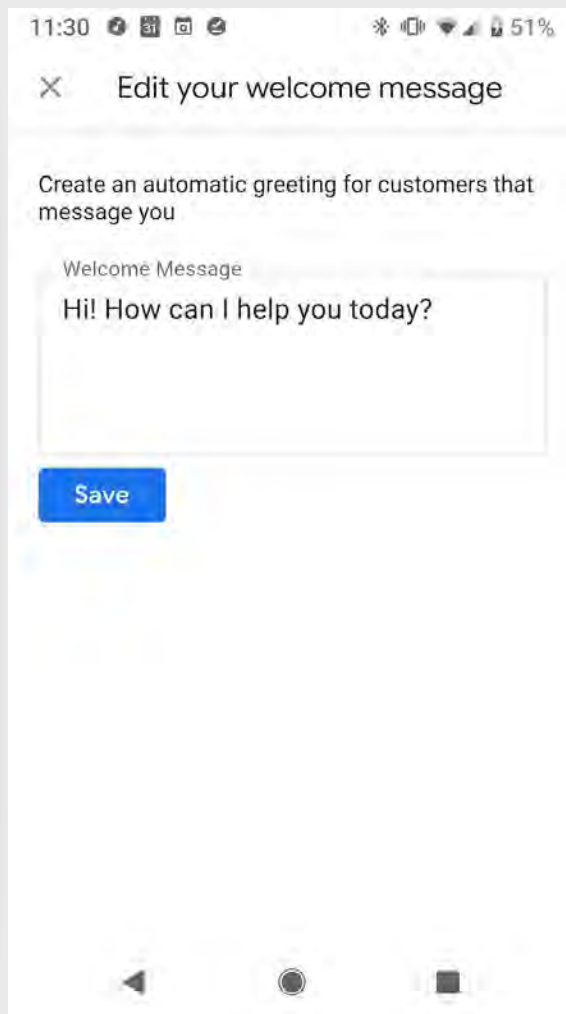 11:30 31 51%
Edit your welcome message
Create an automatic greeting for customers that
message you
Welcome Message
Hi! How can I help you today?
Save